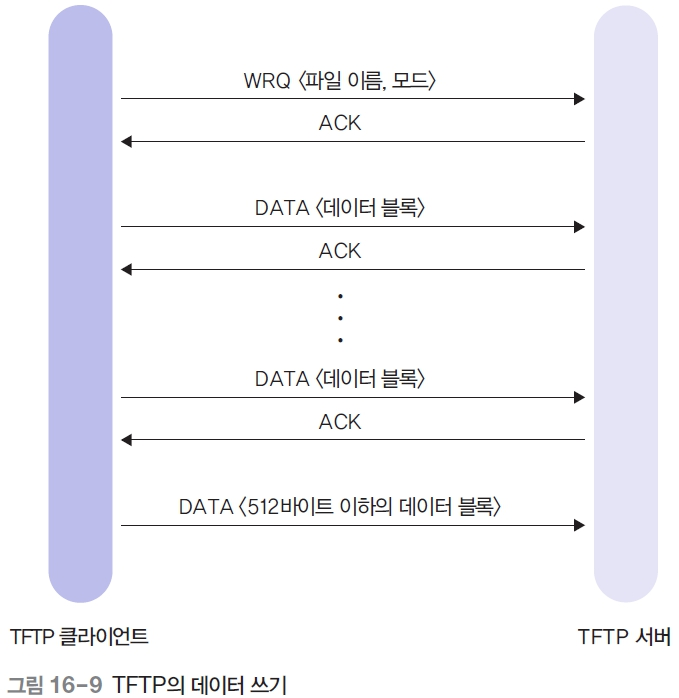 WRQ 〈파일 이름, 모드〉
ACK
DATA 〈데이터 블록〉
ACK
DATA 〈데이터 블록〉
ACK
DATA 〈512바이트 이하의 데이터 블록〉
TFTP 클라이언트
TFTP 서버
그림 16-9 TFTP의 데이터 쓰기